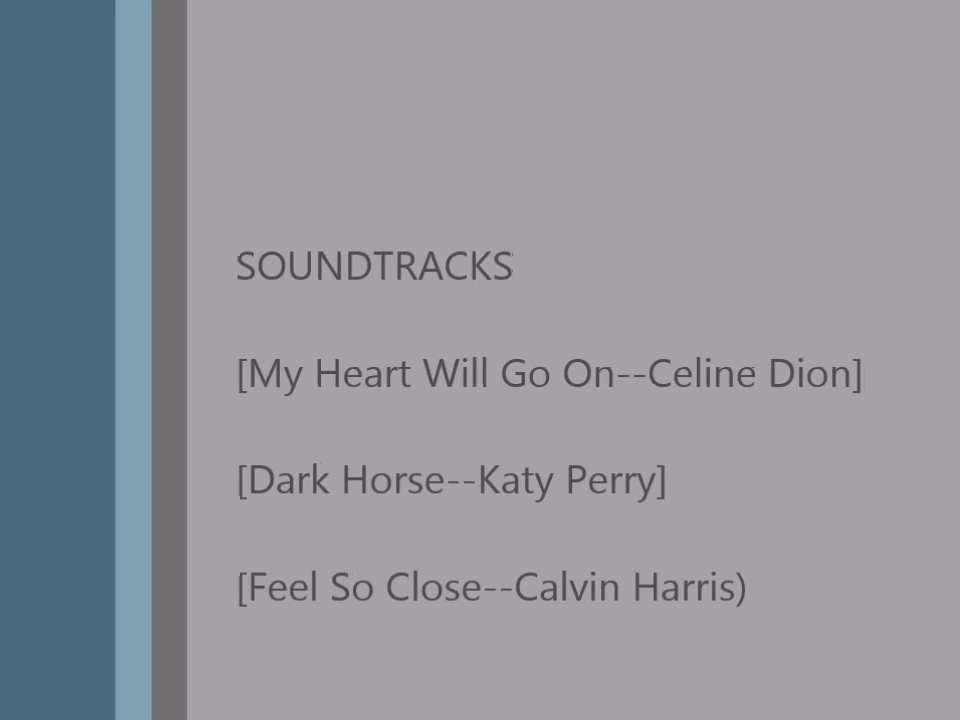 SOUNDTRACKS
[My Heart Will Go On--Celine Dion]
[Dark Horse--Katy Perry]
[Feel So Close--Calvin Harris)